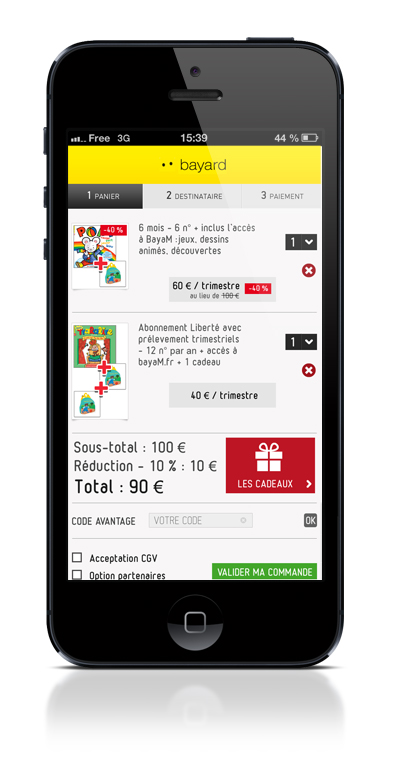 Free 3G 15:39 44 %
bayard
1 PANIER 2 DESTINATAIRE 3 PAIEMENT
-40 %
6 mois - 6 n° + inclus l'accès
à BayaM :jeux, dessins
animés, découvertes
1
60 € / trimestre -40 %
au lieu de 100 €
Abonnement Liberté avec
prélevement trimestriels
- 12 n° par an + accès à
bayaM.fr + 1 cadeau
1
40 € / trimestre
Sous-total : 100 €
Réduction - 10 % : 10 €
Total : 90 €
LES CADEAUX
CODE AVANTAGE VOTRE CODE OK
Acceptation CGV
Option partenaires
VALIDER MA COMMANDE